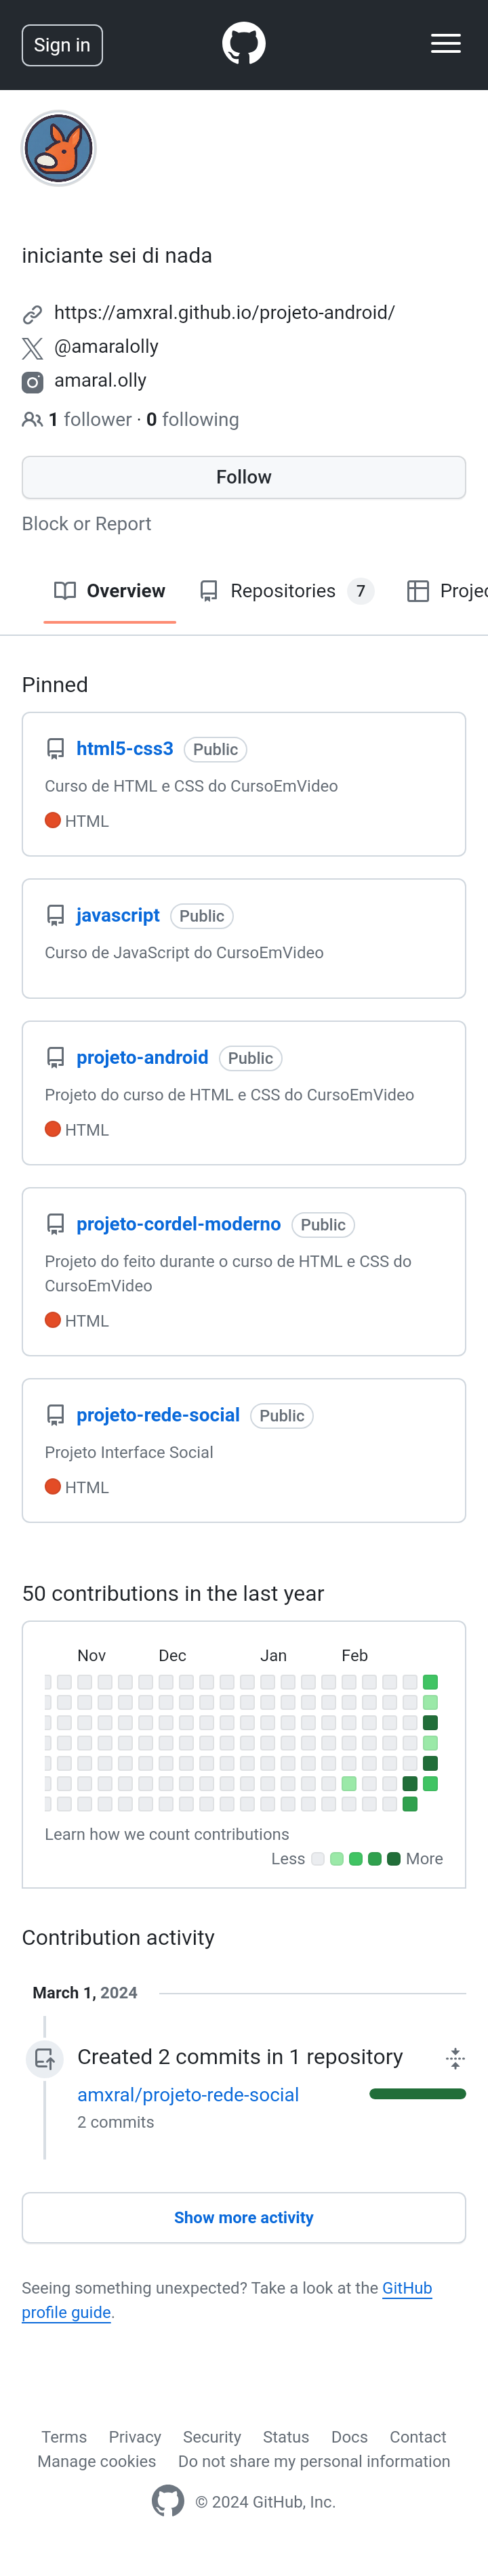 Sign in
iniciante sei di nada
https://amxral.github.io/projeto-android/
@amaralolly
amaral.olly
1 follower · 0 following
Follow
Block or Report
Overview
Repositories 7
Projec
Pinned
html5-css3 Public
Curso de HTML e CSS do CursoEmVideo
HTML
javascript Public
Curso de JavaScript do CursoEmVideo
projeto-android Public
Projeto do curso de HTML e CSS do CursoEmVideo
HTML
projeto-cordel-moderno Public
Projeto do feito durante o curso de HTML e CSS do
CursoEmVideo
HTML
projeto-rede-social Public
Projeto Interface Social
HTML
50 contributions in the last year
Nov Dec Jan Feb
Learn how we count contributions
Less More
Contribution activity
March 1, 2024
Created 2 commits in 1 repository
amxral/projeto-rede-social
2 commits
Show more activity
Seeing something unexpected? Take a look at the GitHub
profile guide.
Terms Privacy Security Status Docs Contact
Manage cookies Do not share my personal information
© 2024 GitHub, Inc.